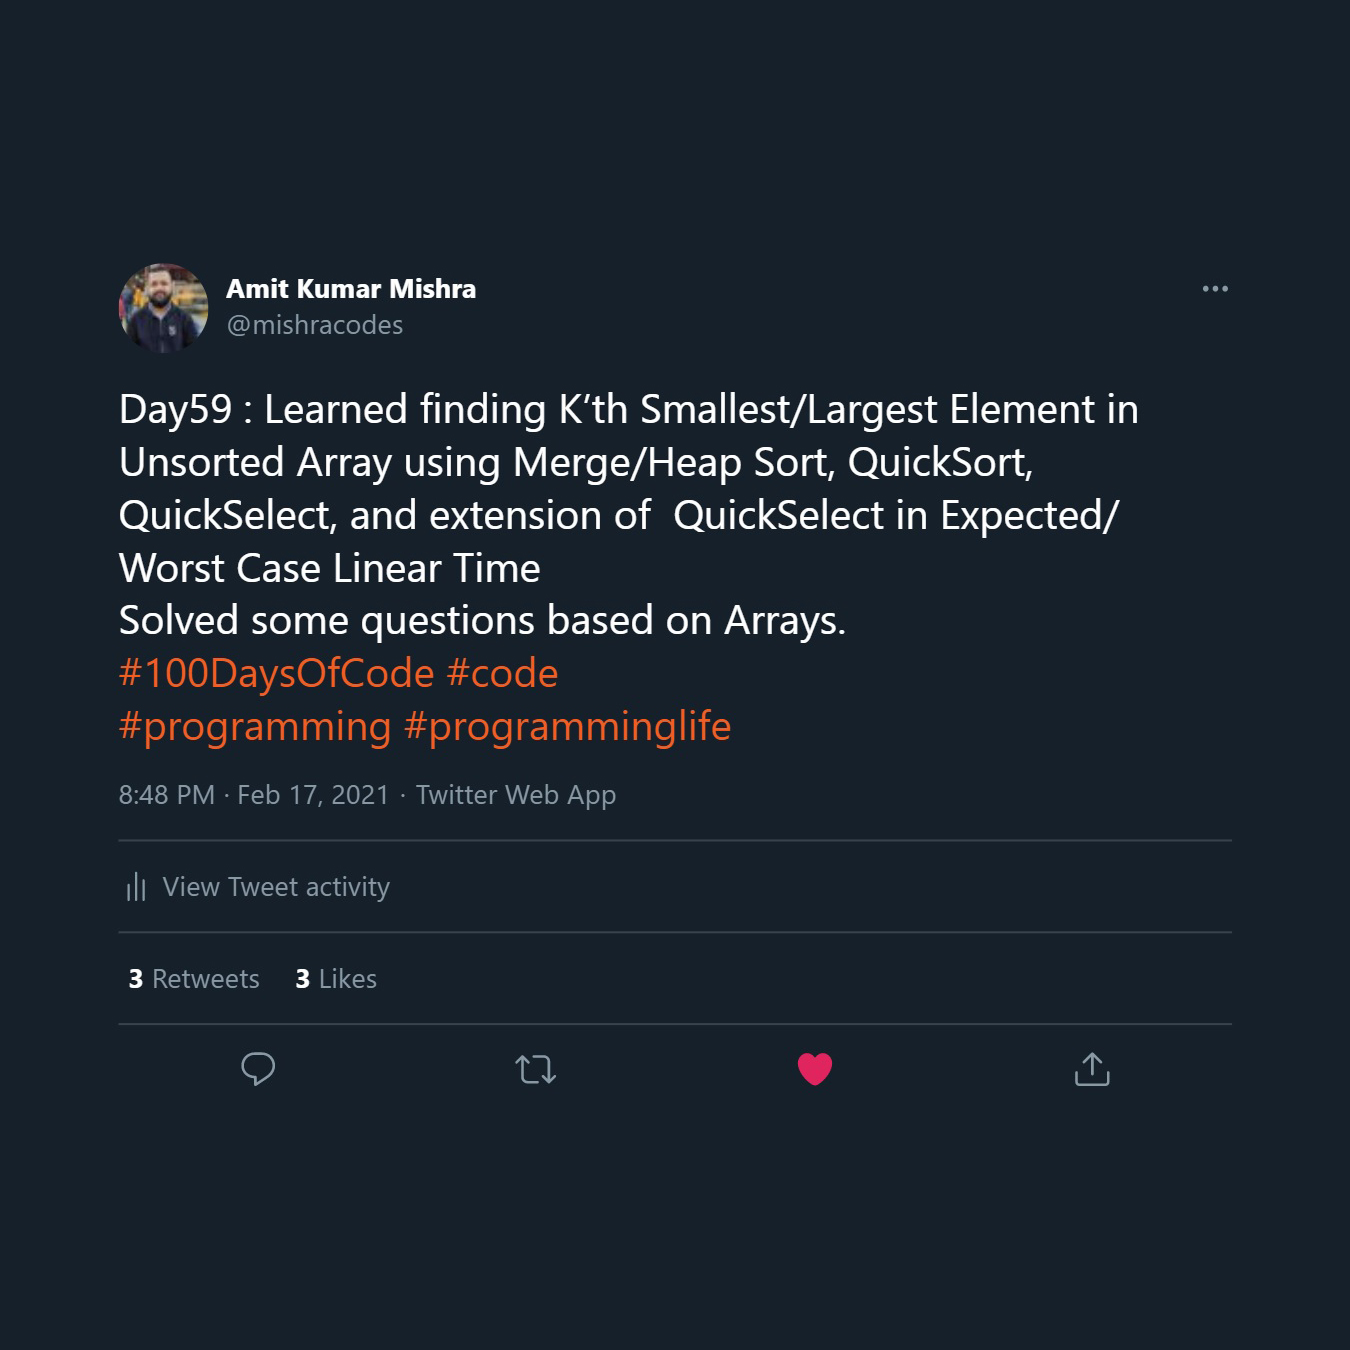 Amit Kumar Mishra
@mishracodes
Day59 : Learned finding K’th Smallest/Largest Element in
Unsorted Array using Merge/Heap Sort, QuickSort,
QuickSelect, and extension of  QuickSelect in Expected/
Worst Case Linear Time
Solved some questions based on Arrays.
#100DaysOfCode #code
#programming #programminglife
8:48 PM · Feb 17, 2021 · Twitter Web App
View Tweet activity
3 Retweets 3 Likes